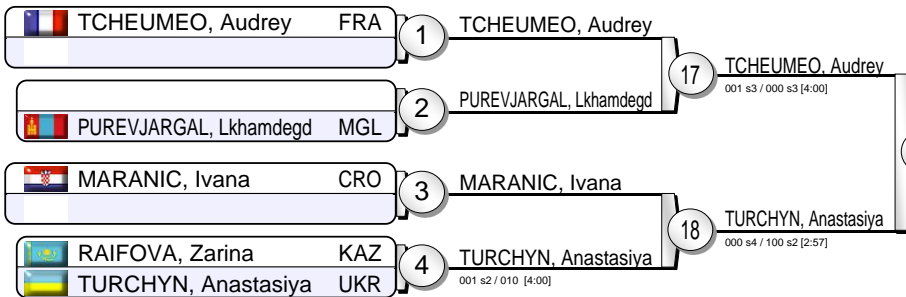 TCHEUMEO, Audrey FRA
1
TCHEUMEO, Audrey
17
TCHEUMEO, Audrey
001 s3 / 000 s3 [4:00]
2
PUREVJARGAL, Lkhamdegd
PUREVJARGAL, Lkhamdegd MGL
MARANIC, Ivana CRO
3
MARANIC, Ivana
18
TURCHYN, Anastasiya
000 s4 / 100 s2 [2:57]
RAIFOVA, Zarina KAZ
4
TURCHYN, Anastasiya
001 s2 / 010 [4:00]
TURCHYN, Anastasiya UKR